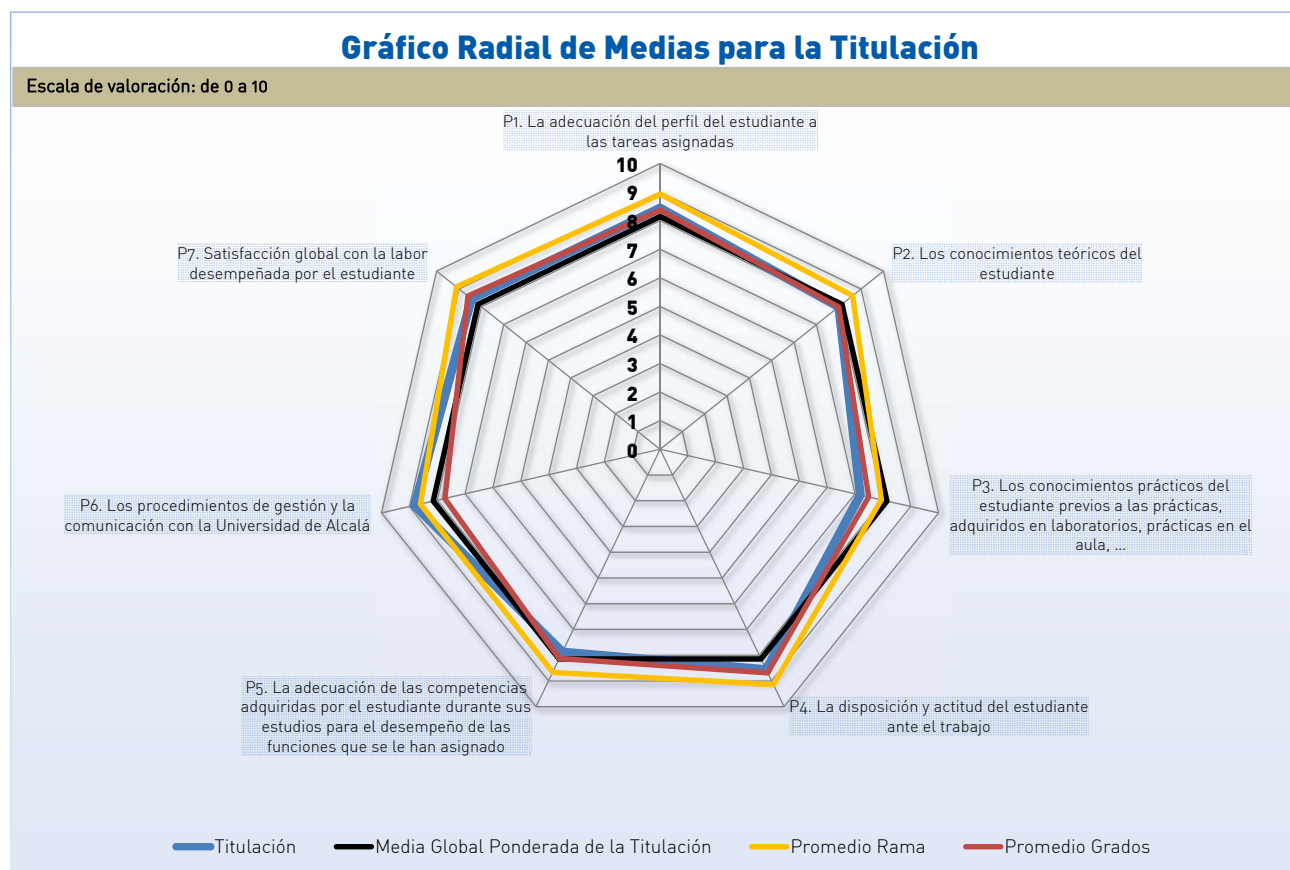 Gráfico Radial de Medias para la Titulación
Escala de valoración: de 0 a 10
P1. La adecuación del perfil del estudiante a
las tareas asignadas
10
9
8
7
6
5
4
3
2
1
0
P2. Los conocimientos teóricos del
estudiante
P3. Los conocimientos prácticos del
estudiante previos a las prácticas,
adquiridos en laboratorios, prácticas en el
aula, ...
P4. La disposición y actitud del estudiante
ante el trabajo
P5. La adecuación de las competencias
adquiridas por el estudiante durante sus
estudios para el desempeño de las
funciones que se le han asignado
P6. Los procedimientos de gestión y la
comunicación con la Universidad de Alcalá
P7. Satisfacción global con la labor
desempeñada por el estudiante
Titulación
Media Global Ponderada de la Titulación
Promedio Rama
Promedio Grados